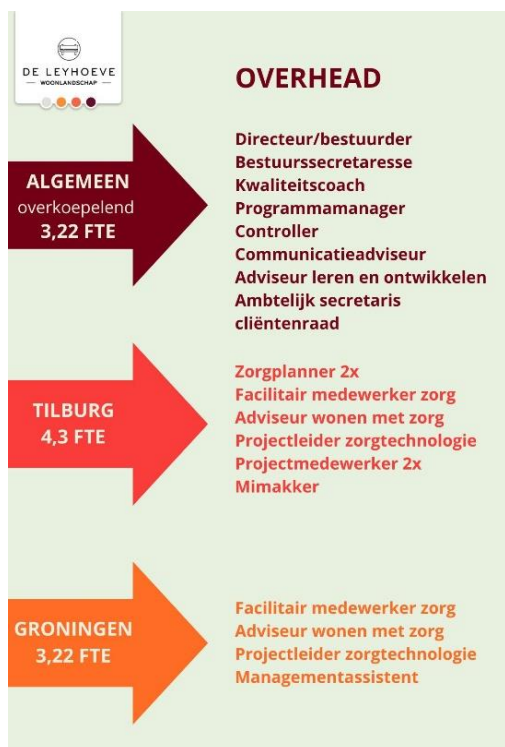 DE LEYHOEVE
WOONLANDSCHAP
OVERHEAD
ALGEMEEN
overkoepelend
3,22 FTE
Directeur/bestuurder
Bestuurssecretaresse
Kwaliteitscoach
Programmamanager
Controller
Communicatieadviseur
Adviseur leren en ontwikkelen
Ambtelijk secretaris
cliëntenraad
TILBURG
4,3 FTE
Zorgplanner 2x
Facilitair medewerker zorg
Adviseur wonen met zorg
Projectleider zorgtechnologie
Projectmedewerker 2x
Mimakker
GRONINGEN
3,22 FTE
Facilitair medewerker zorg
Adviseur wonen met zorg
Projectleider zorgtechnologie
Managementassistent